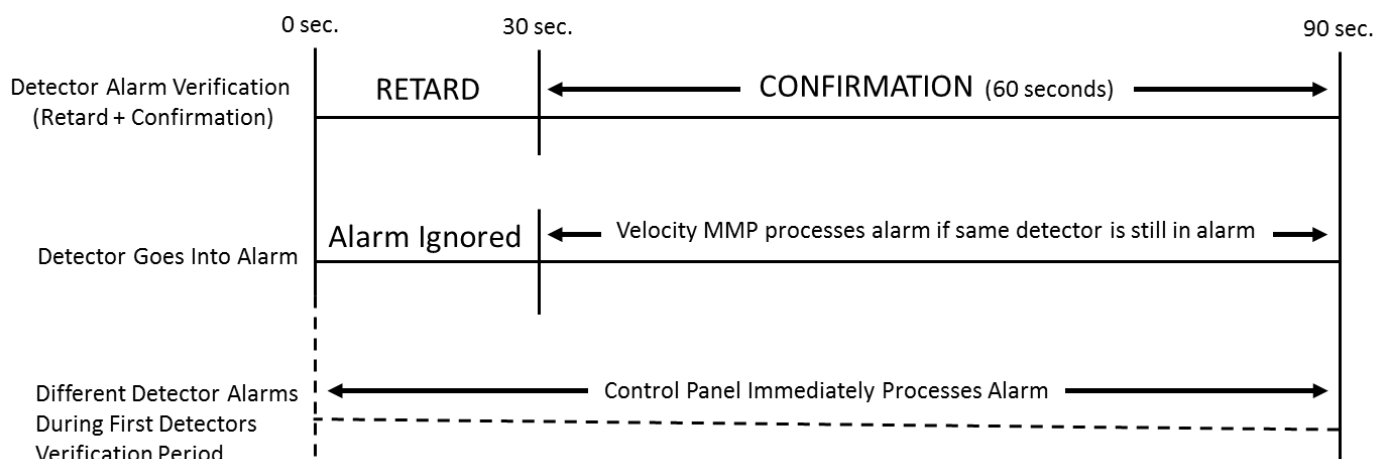 0 sec.
30 sec.
90 sec.
Detector Alarm Verification
(Retard + Confirmation)
RETARD
CONFIRMATION (60 seconds)
Detector Goes Into Alarm
Alarm Ignored
Velocity MMP processes alarm if same detector is still in alarm
Different Detector Alarms
During First Detectors
Verification Period
Control Panel Immediately Processes Alarm